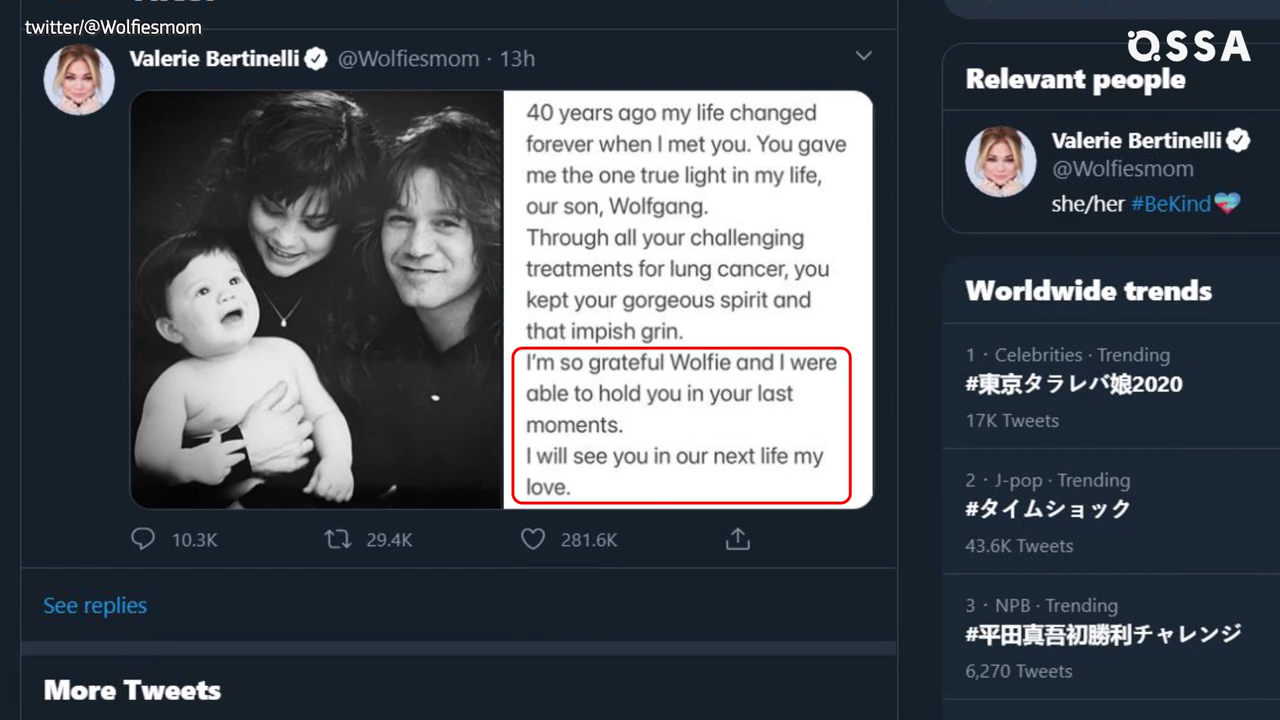 twitter/@Wolfiesmom
QSSA
Valerie Bertinelli @Wolfiesmom · 13h
40 years ago my life changed
forever when I met you. You gave
me the one true light in my life,
our son, Wolfgang.
Through all your challenging
treatments for lung cancer, you
kept your gorgeous spirit and
that impish grin.
I'm so grateful Wolfie and I were
able to hold you in your last
moments.
I will see you in our next life my
love.
10.3K 29.4K 281.6K
See replies
More Tweets
Relevant people
Valerie Bertinelli
@Wolfiesmom
she/her #BeKind
Worldwide trends
1 · Celebrities · Trending
#東京タラレバ娘2020
17K Tweets
2 · J-pop · Trending
#タイムショック
43.6K Tweets
3 · NPB · Trending
#平田真吾初勝利チャレンジ
6,270 Tweets